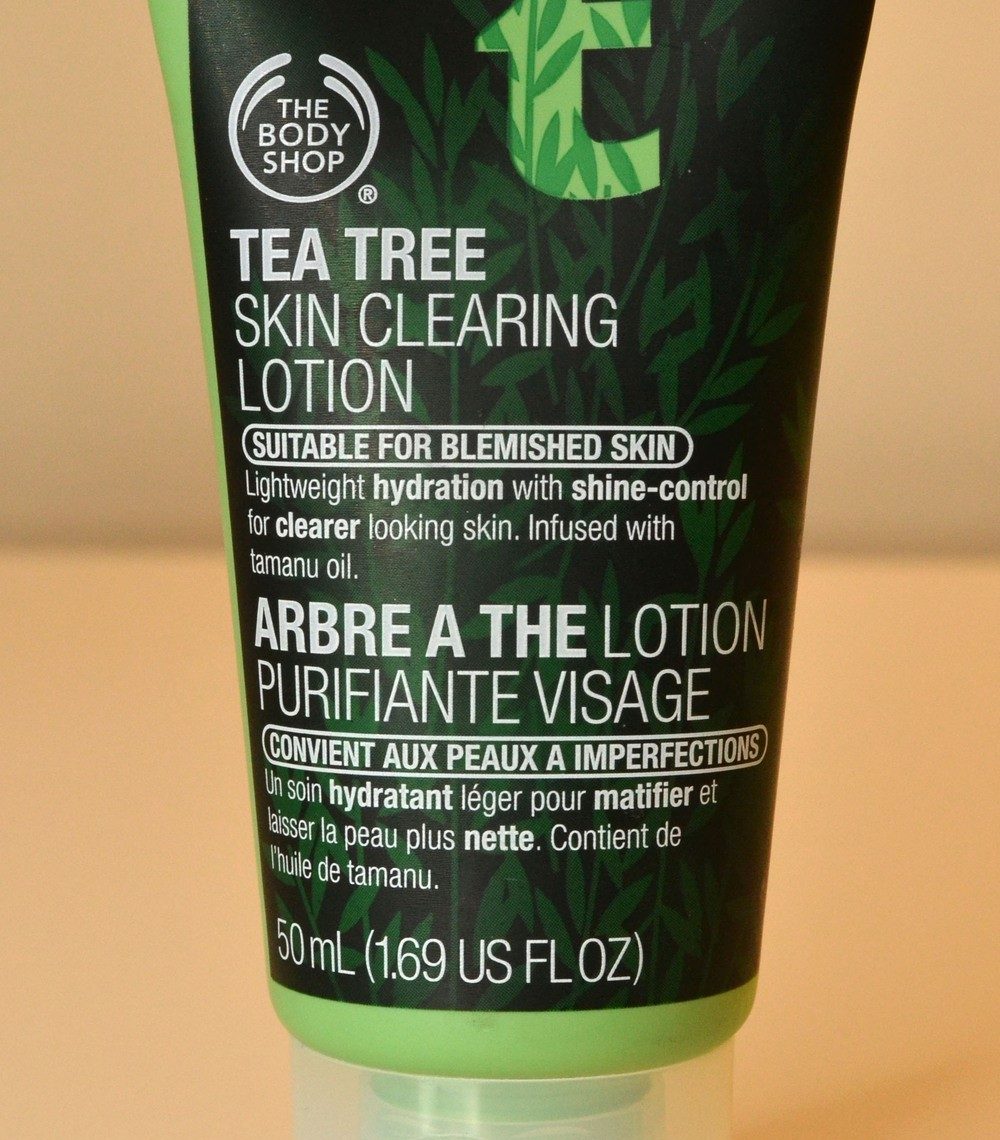 t
THE
BODY
SHOP
®
TEA TREE
SKIN CLEARING
LOTION
SUITABLE FOR BLEMISHED SKIN
Lightweight hydration with shine-control
for clearer looking skin. Infused with
tamanu oil.
ARBRE A THE LOTION
PURIFIANTE VISAGE
CONVIENT AUX PEAUX A IMPERFECTIONS
Un soin hydratant léger pour matifier et
laisser la peau plus nette. Contient de
l'huile de tamanu.
50 mL (1.69 US FL OZ)